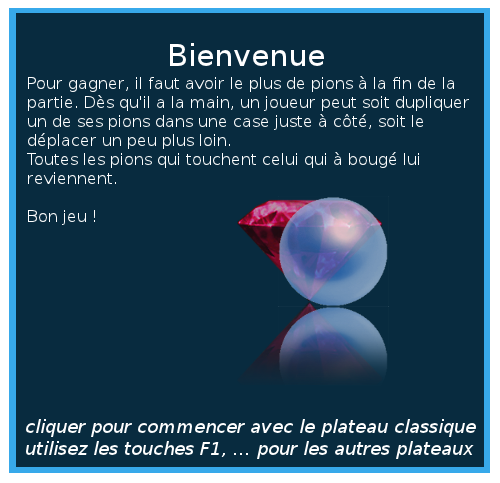 Bienvenue
Pour gagner, il faut avoir le plus de pions à la fin de la
partie. Dès qu'il a la main, un joueur peut soit dupliquer
un de ses pions dans une case juste à côté, soit le
déplacer un peu plus loin.
Toutes les pions qui touchent celui qui à bougé lui
reviennent.
Bon jeu !
cliquer pour commencer avec le plateau classique
utilisez les touches F1, ... pour les autres plateaux